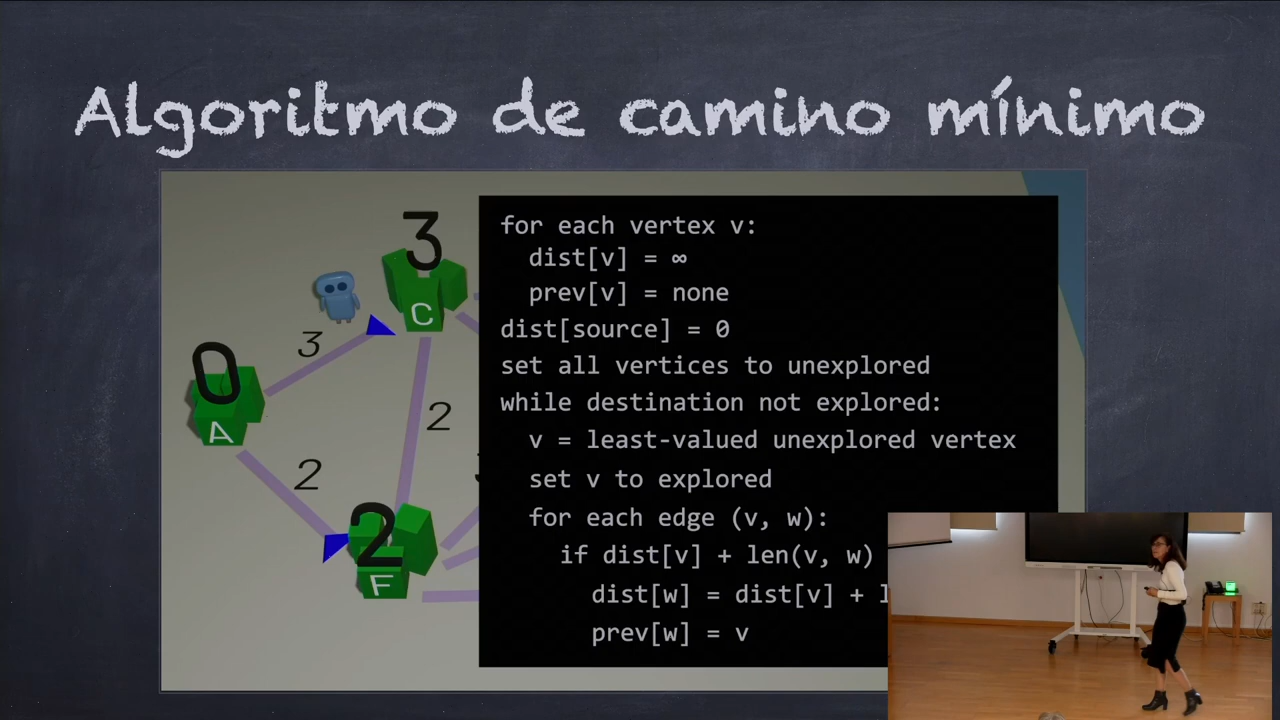 Algoritmo de camino mínimo
3
C
3
0
A
2
2
2
F
for each vertex v:
dist[v] = ∞
prev[v] = none
dist[source] = 0
set all vertices to unexplored
while destination not explored:
v = least-valued unexplored vertex
set v to explored
for each edge (v, w):
if dist[v] + len(v, w)
dist[w] = dist[v] +
prev[w] = v